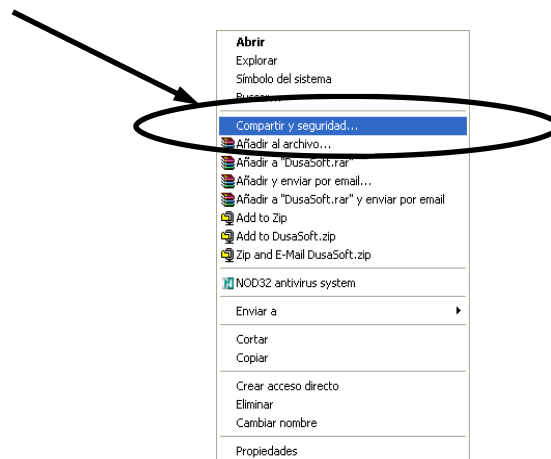 Abrir
Explorar
Símbolo del sistema
Buscar...
Compartir y seguridad...
Añadir al archivo...
Añadir a "DusaSoft.rar"
Añadir y enviar por email...
Añadir a "DusaSoft.rar" y enviar por email
Add to Zip
Add to DusaSoft.zip
Zip and E-Mail DusaSoft.zip
NOD32 antivirus system
Enviar a
Cortar
Copiar
Crear acceso directo
Eliminar
Cambiar nombre
Propiedades